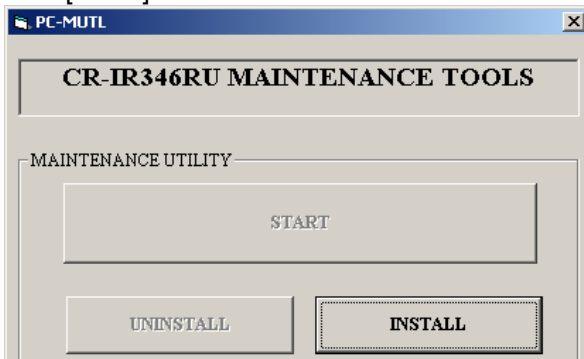 PC-MUTL
CR-IR346RU MAINTENANCE TOOLS
MAINTENANCE UTILITY
START
UNINSTALL
INSTALL